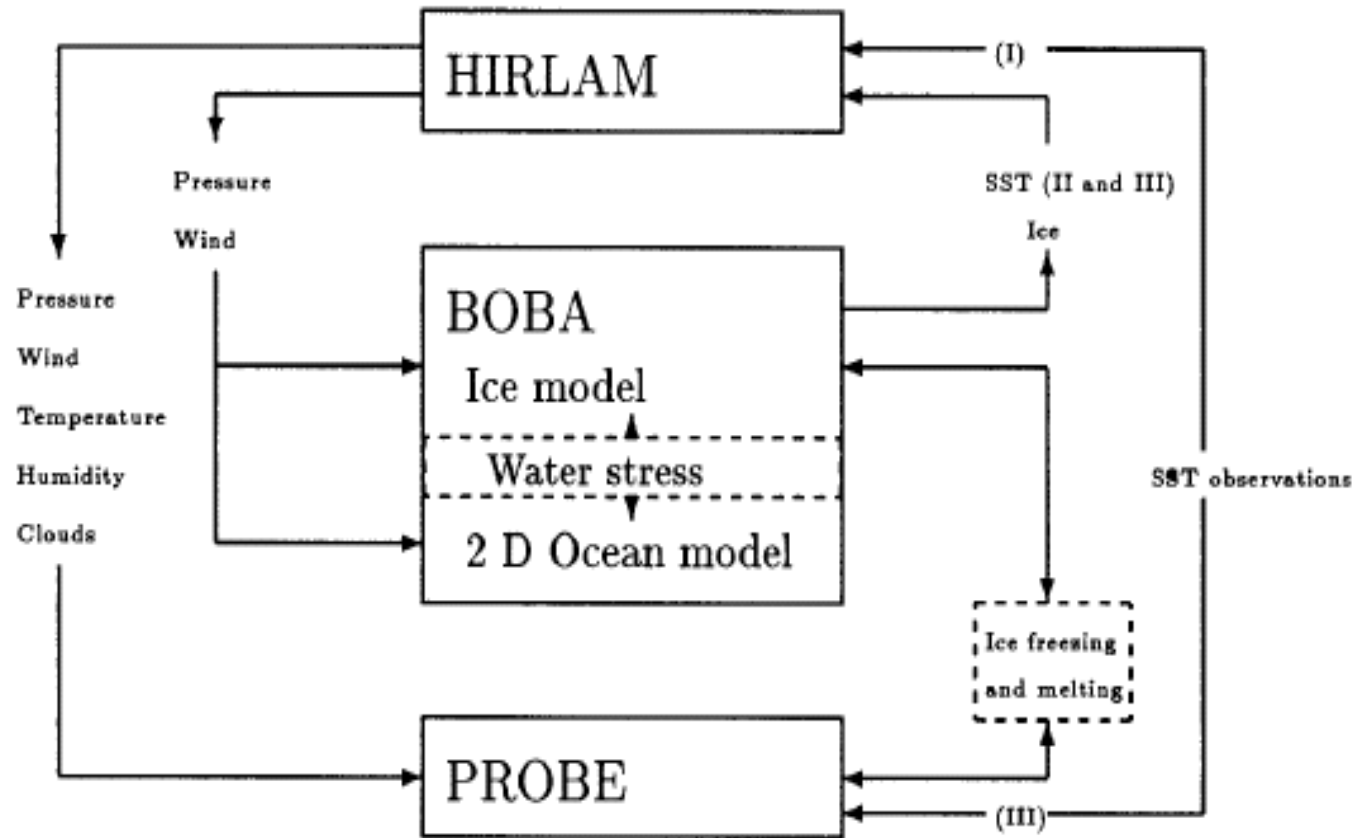 HIRLAM
(I)
Pressure
Wind
SST (II and III)
Ice
Pressure
Wind
Temperature
Humidity
Clouds
BOBA
Ice model
Water stress
2 D Ocean model
SST observations
Ice freezing
and melting
PROBE
(III)